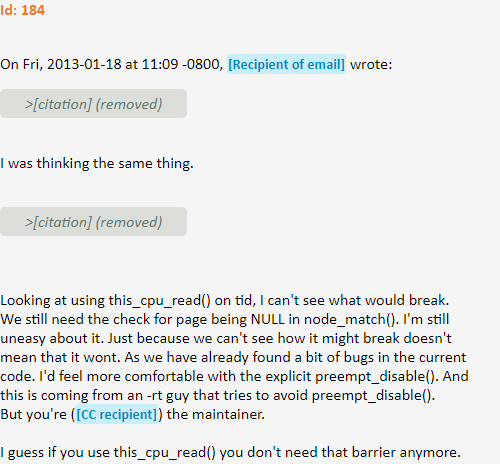 Id: 184
On Fri, 2013-01-18 at 11:09 -0800, [Recipient of email] wrote:
>[citation] (removed)
I was thinking the same thing.
>[citation] (removed)
Looking at using this_cpu_read() on tid, I can't see what would break.
We still need the check for page being NULL in node_match(). I'm still
uneasy about it. Just because we can't see how it might break doesn't
mean that it wont. As we have already found a bit of bugs in the current
code. I'd feel more comfortable with the explicit preempt_disable(). And
this is coming from an -rt guy that tries to avoid preempt_disable().
But you're ([CC recipient]) the maintainer.
I guess if you use this_cpu_read() you don't need that barrier anymore.